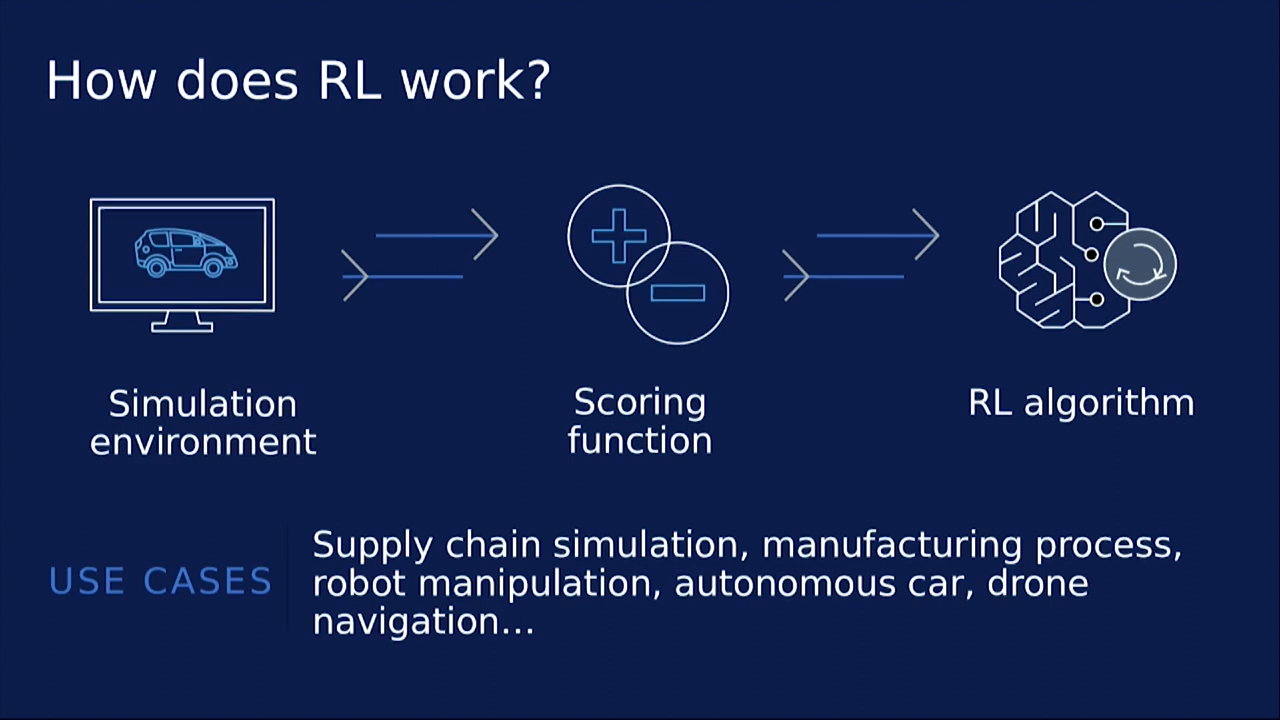 How does RL work?
Simulation
environment
Scoring
function
RL algorithm
USE CASES
Supply chain simulation, manufacturing process,
robot manipulation, autonomous car, drone
navigation...